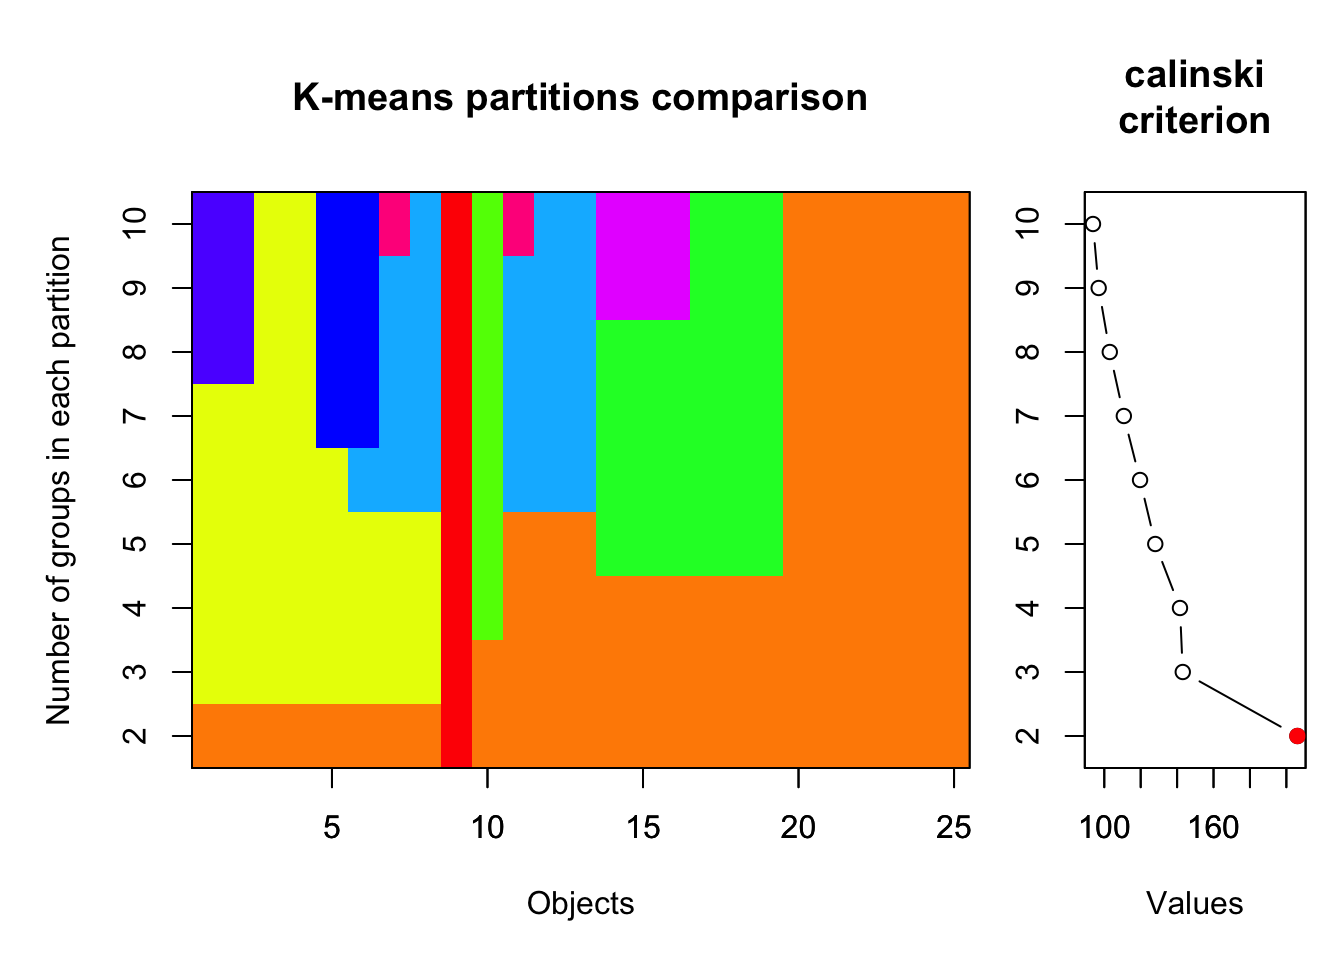 K-means partitions comparison
calinski
criterion
Number of groups in each partition
10
9
8
7
6
5
4
3
2
5 10 15 20 25
Objects
10
9
8
7
6
5
4
3
2
100 160
Values